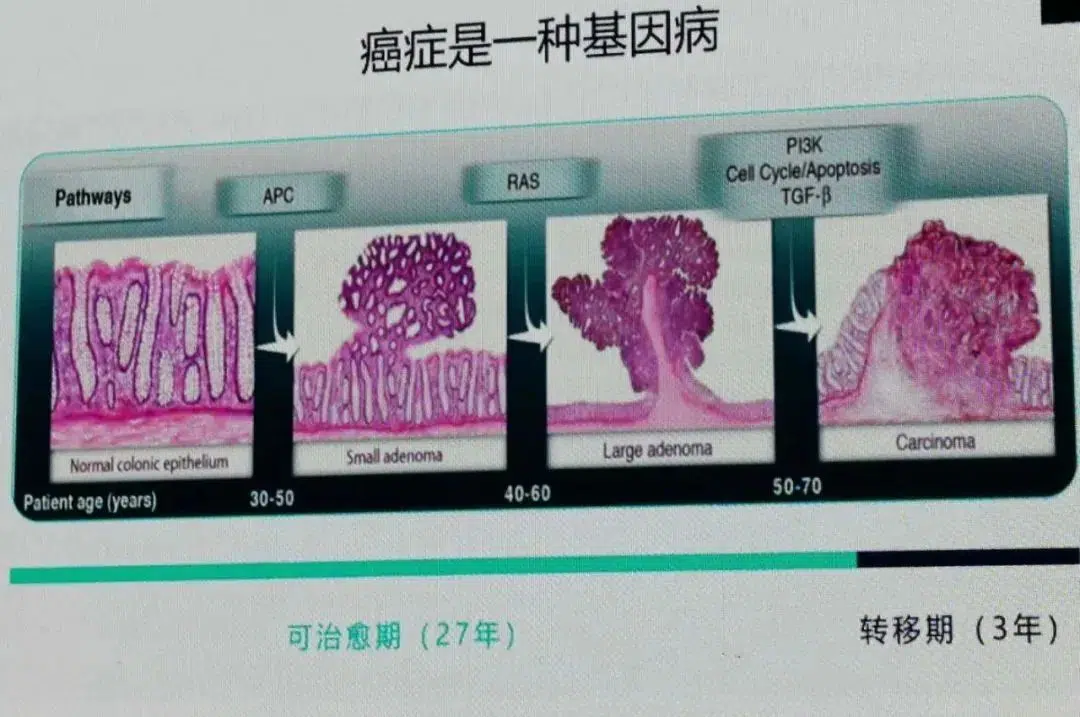 癌症是一种基因病
Pathways
APC
RAS
PI3K
Cell Cycle/Apoptosis
TGF-β
Normal colonic epithelium
Small adenoma
Large adenoma
Carcinoma
Patient age (years)
30-50
40-60
50-70
可治愈期（27年）
转移期（3年）